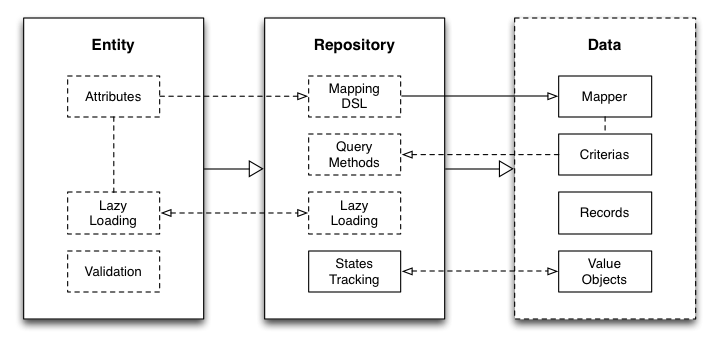 Entity
Attributes
Lazy
Loading
Validation
Repository
Mapping
DSL
Query
Methods
Lazy
Loading
States
Tracking
Data
Mapper
Criterias
Records
Value
Objects